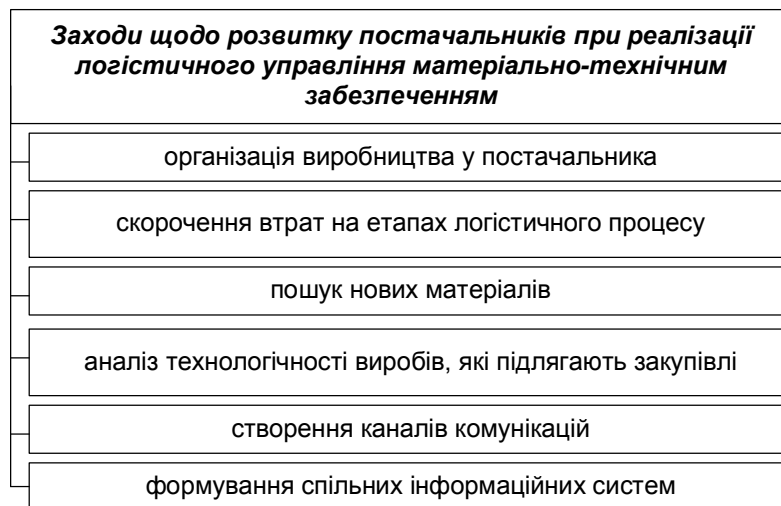 Заходи щодо розвитку постачальників при реалізації
логістичного управління матеріально-технічним
забезпеченням
організація виробництва у постачальника
скорочення втрат на етапах логістичного процесу
пошук нових матеріалів
аналіз технологічності виробів, які підлягають закупівлі
створення каналів комунікацій
формування спільних інформаційних систем